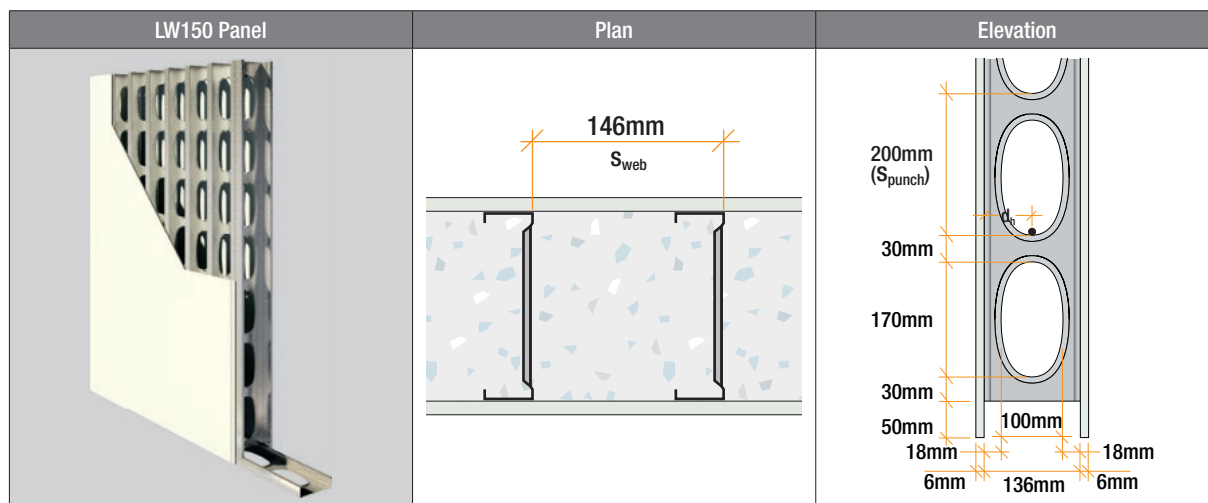 LW150 Panel
Plan
Elevation
146mm
Sweb
200mm
(Spunch)
dh
30mm
170mm
30mm
50mm
100mm
18mm
18mm
6mm
136mm
6mm